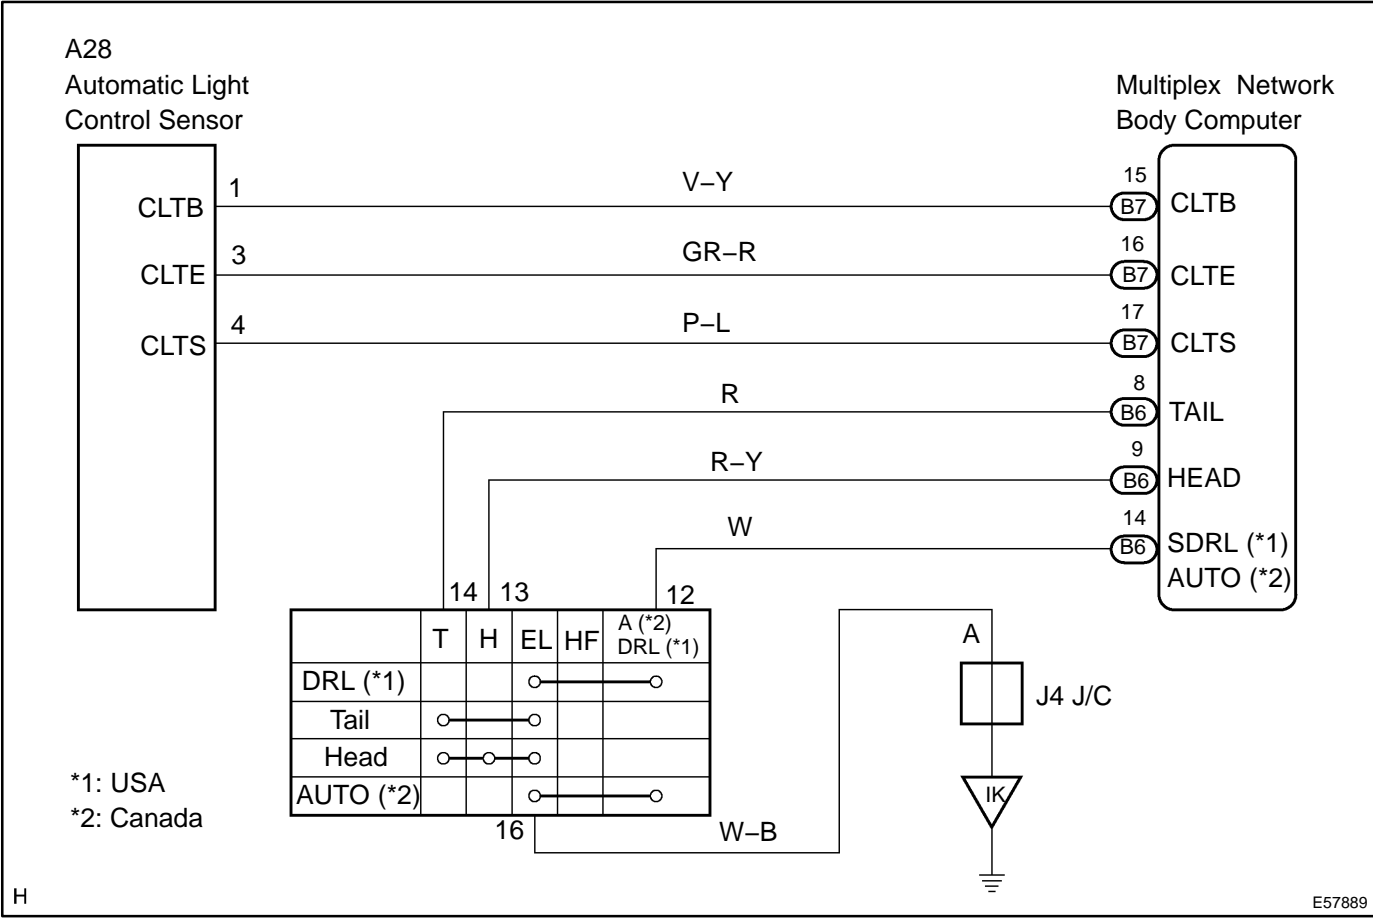 A28
Automatic Light
Control Sensor
Multiplex Network
Body Computer
CLTB
1
V–Y
15
B7
CLTB
CLTE
3
GR–R
16
B7
CLTE
CLTS
4
P–L
17
B7
CLTS
R
8
B6
TAIL
R–Y
9
B6
HEAD
W
14
B6
SDRL (*1)
AUTO (*2)
14
13
12
T
H
EL
HF
A (*2)
DRL (*1)
DRL (*1)
Tail
Head
AUTO (*2)
16
W–B
A
J4 J/C
IK
*1: USA
*2: Canada
H
E57889